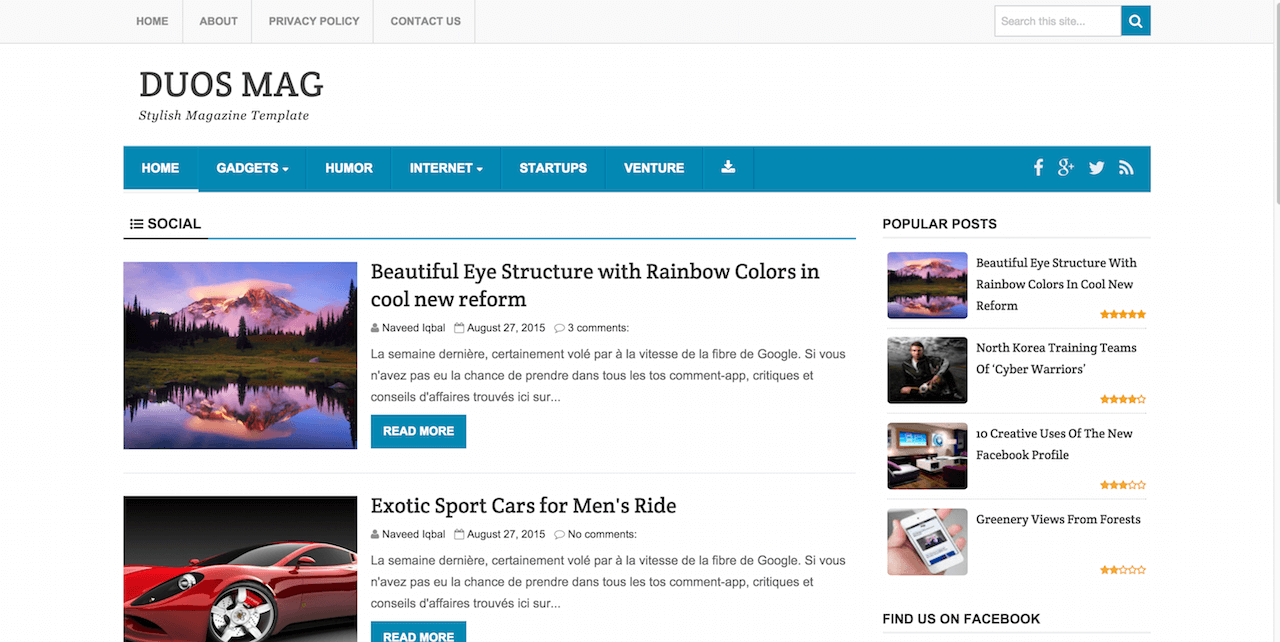 HOME
ABOUT
PRIVACY POLICY
CONTACT US
Search this site...
DUOS MAG
Stylish Magazine Template
HOME
GADGETS
HUMOR
INTERNET
STARTUPS
VENTURE
SOCIAL
Beautiful Eye Structure with Rainbow Colors in
cool new reform
Naveed Iqbal August 27, 2015 3 comments:
La semaine dernière, certainement volé par à la vitesse de la fibre de Google. Si vous
n'avez pas eu la chance de prendre dans tous les tos comment-app, critiques et
conseils d'affaires trouvés ici sur...
READ MORE
Exotic Sport Cars for Men's Ride
Naveed Iqbal August 27, 2015 No comments:
La semaine dernière, certainement volé par à la vitesse de la fibre de Google. Si vous
n'avez pas eu la chance de prendre dans tous les tos comment-app, critiques et
conseils d'affaires trouvés ici sur...
READ MORE
POPULAR POSTS
Beautiful Eye Structure With
Rainbow Colors In Cool New
Reform
North Korea Training Teams
Of ‘Cyber Warriors’
10 Creative Uses Of The New
Facebook Profile
Greenery Views From Forests
FIND US ON FACEBOOK